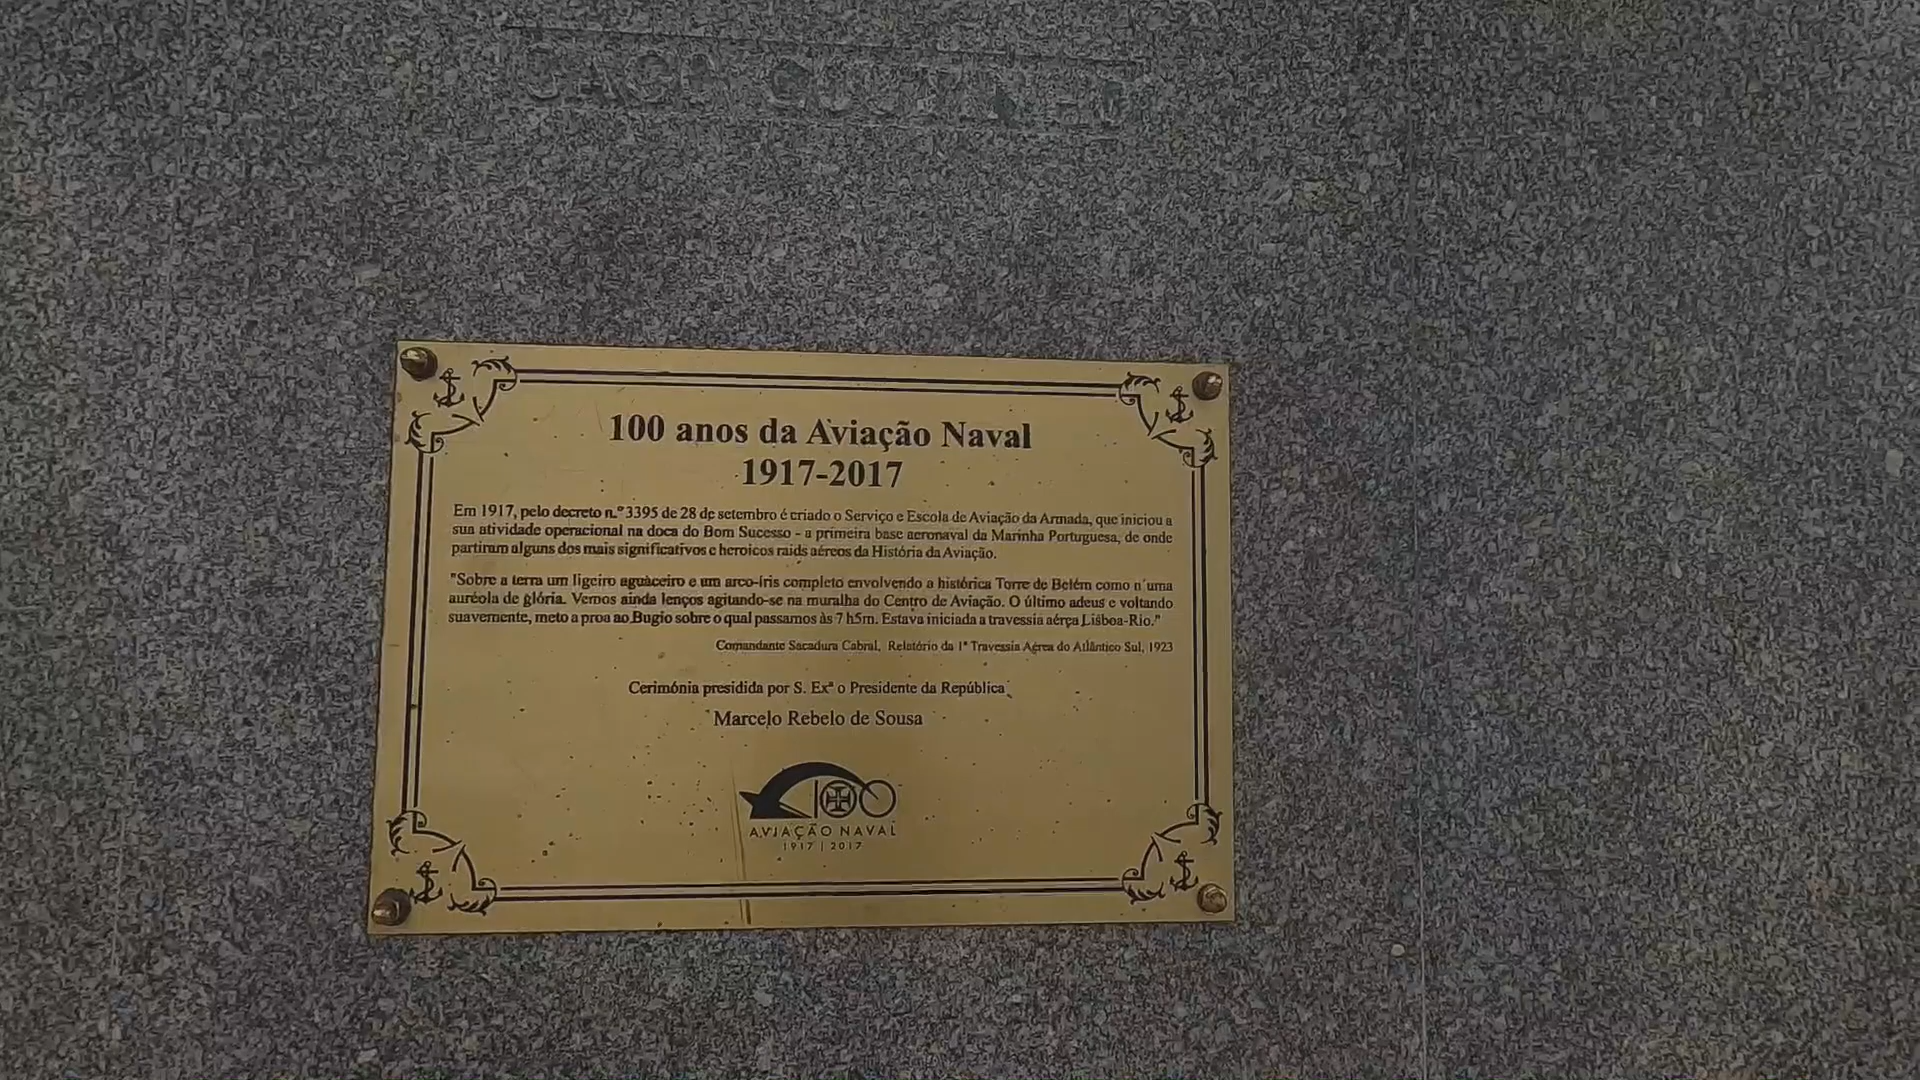 100 anos da Aviação Naval
1917-2017
Em 1917, pelo decreto n.º 3395 de 28 de setembro é criado o Serviço e Escola de Aviação da Armada, que iniciou a
sua atividade operacional na doca do Bom Sucesso - a primeira base aeronaval da Marinha Portuguesa, de onde
partiram alguns dos mais significativos e heroicos raids aéreos da História da Aviação.
"Sobre a terra um ligeiro aguaceiro e um arco-íris completo envolvendo a histórica Torre de Belém como n'uma
auréola de glória. Vemos ainda lenços agitando-se na muralha do Centro de Aviação. O último adeus e voltando
suavemente, meto a proa ao Bugio sobre o qual passamos às 7 h5m. Estava iniciada a travessia aérea Lisboa-Rio."
Comandante Sacadura Cabral, Relatório da 1ª Travessia Aérea do Atlântico Sul, 1923
Cerimónia presidida por S. Exª o Presidente da República
Marcelo Rebelo de Sousa
100
AVIAÇÃO NAVAL
1917 | 2017